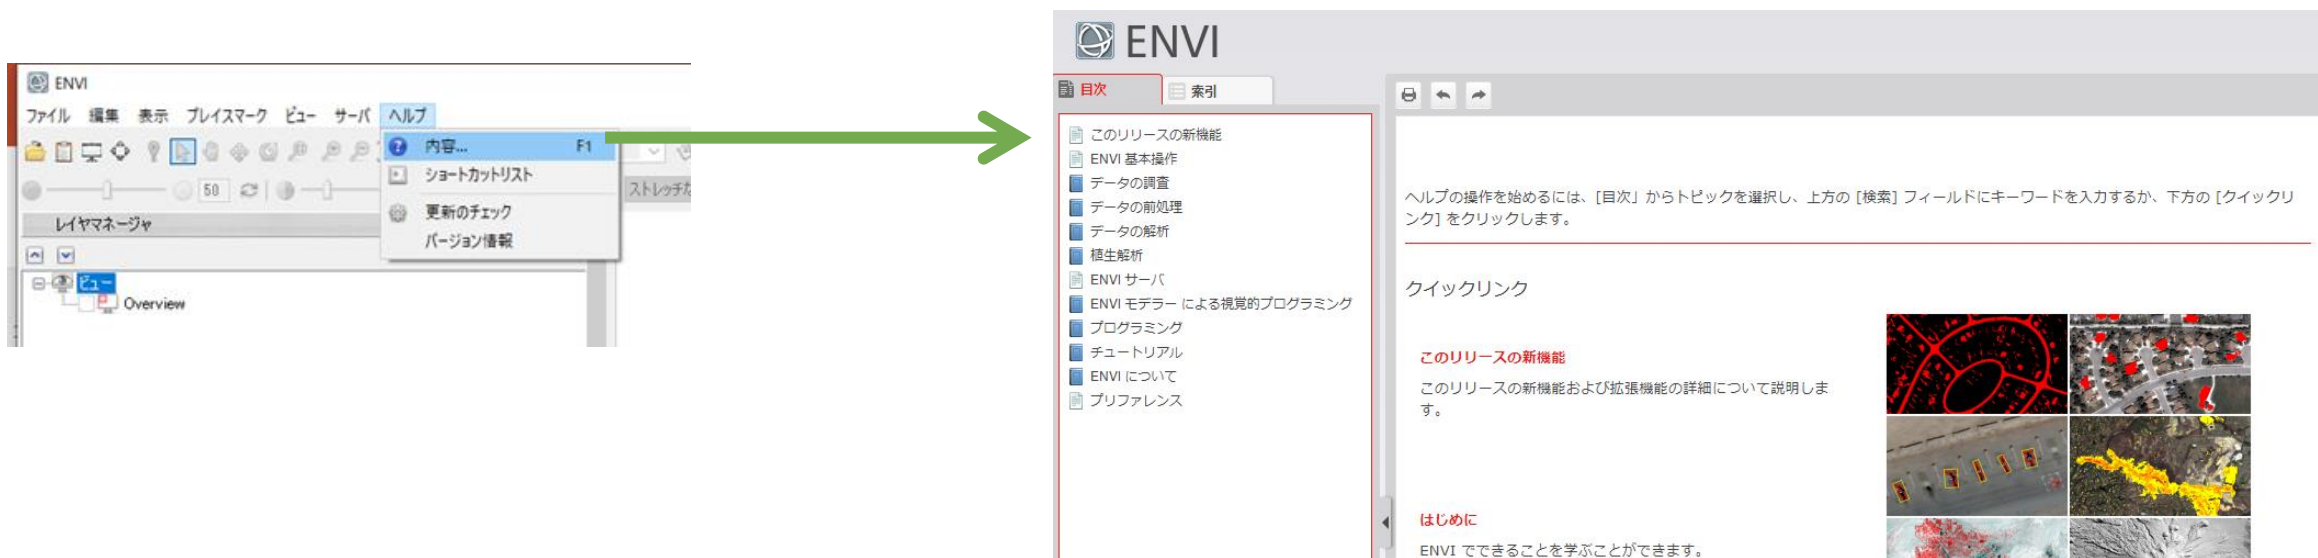 ENVI
ファイル 編集 表示 プレイスマーク ビュー サーバ ヘルプ
内容... F1
ショートカットリスト
更新のチェック
バージョン情報
50
ストレッチ
レイヤマネージャ
ビュー
Overview
ENVI
目次
索引
このリリースの新機能
ENVI 基本操作
データの調査
データの前処理
データの解析
植生解析
ENVI サーバ
ENVI モデラー による視覚的プログラミング
プログラミング
チュートリアル
ENVI について
プリファレンス
ヘルプの操作を始めるには、[目次」からトピックを選択し、上方の [検索] フィールドにキーワードを入力するか、下方の [クイックリ
ンク] をクリックします。
クイックリンク
このリリースの新機能
このリリースの新機能および拡張機能の詳細について説明しま
す。
はじめに
ENVI でできることを学ぶことができます。